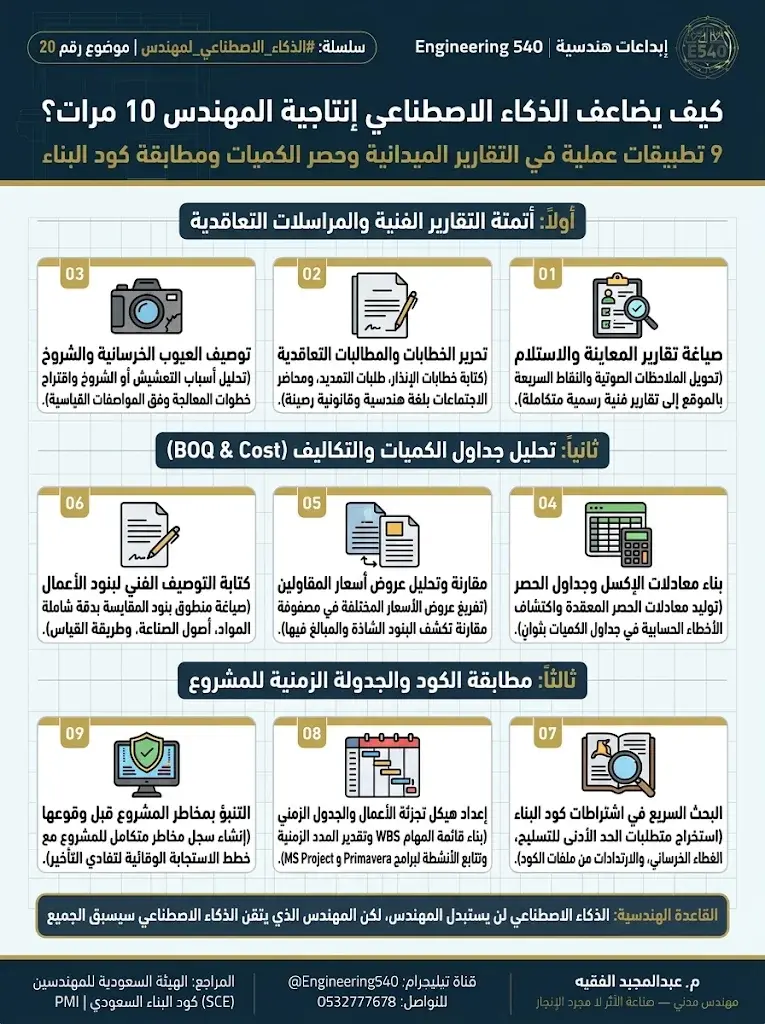 إبداعات هندسية | Engineering 540
E540
سلسلة: #الذكاء_الاصطناعي_لمهندس | موضوع رقم 20
كيف يضاعف الذكاء الاصطناعي إنتاجية المهندس 10 مرات؟
9 تطبيقات عملية في التقارير الميدانية وحصر الكميات ومطابقة كود البناء
أولاً: أتمتة التقارير الفنية والمراسلات التعاقدية
01
صياغة تقارير المعاينة والاستلام
(تحويل الملاحظات الصوتية والنقاط السريعة
بالموقع إلى تقارير فنية رسمية متكاملة).
02
تحرير الخطابات والمطالبات التعاقدية
(كتابة خطابات الإنذار، طلبات التمديد، ومحاضر
الاجتماعات بلغة هندسية وقانونية رصينة).
03
توصيف العيوب الخرسانية والشروخ
(تحليل أسباب التعشيش أو الشروخ واقتراح
خطوات المعالجة وفق المواصفات القياسية).
ثانياً: تحليل جداول الكميات والتكاليف (BOQ & Cost)
04
بناء معادلات الإكسل وجداول الحصر
(توليد معادلات الحصر المعقدة واكتشاف
الأخطاء الحسابية في جداول الكميات بثوانٍ).
05
مقارنة وتحليل عروض أسعار المقاولين
(تفريغ عروض الأسعار المختلفة في مصفوفة
مقارنة تكشف البنود الشاذة والمبالغ فيها).
06
كتابة التوصيف الفني لبنود الأعمال
(صياغة منطوق بنود المقايسة بدقة شاملة
المواد، أصول الصناعة، وطريقة القياس).
ثالثاً: مطابقة الكود والجدولة الزمنية للمشروع
07
البحث السريع في اشتراطات كود البناء
(استخراج متطلبات الحد الأدنى للتسليح،
الغطاء الخرساني، والارتدادات من ملفات الكود).
08
إعداد هيكل تجزئة الأعمال والجدول الزمني
(بناء قائمة المهام WBS وتقدير المدد الزمنية
وتتابع الأنشطة لبرامج Primavera و MS Project).
09
التنبؤ بمخاطر المشروع قبل وقوعها
(إنشاء سجل مخاطر متكامل للمشروع مع
خطط الاستجابة الوقائية لتفادي التأخير).
القاعدة الهندسية: الذكاء الاصطناعي لن يستبدل المهندس، لكن المهندس الذي يتقن الذكاء الاصطناعي سيسبق الجميع
م. عبدالمجيد الفقيه
مهندس مدني — صناعة الأثر لا مجرد الإنجاز
قناة تيليجرام: Engineering540@
للتواصل: 0532777678
المراجع: الهيئة السعودية للمهندسين
(SCE) كود البناء السعودي | PMI